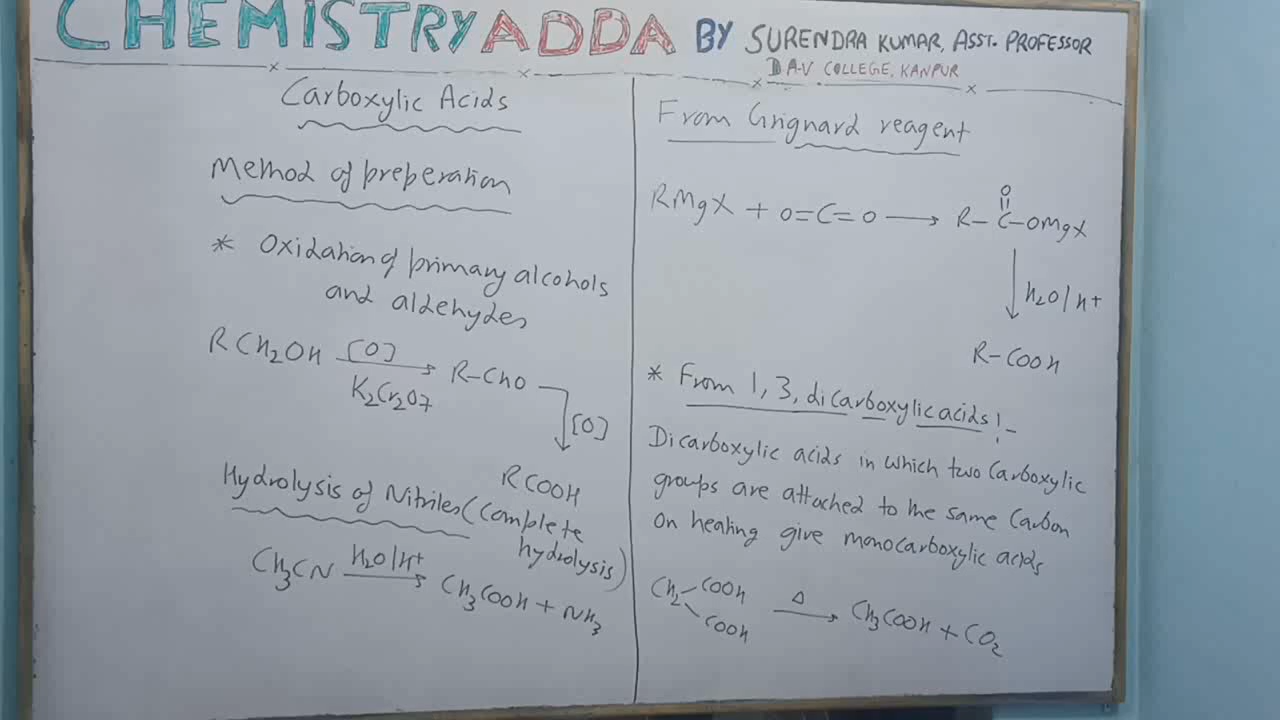 CHEMISTRY ADDA BY SURENDRA KUMAR, ASST. PROFESSOR
D A-V COLLEGE, KANPUR
Carboxylic Acids
Method of preperation
* Oxidation of primary alcohols
and aldehydes
RCH₂OH [O] K₂Cr₂O₇ → R-CHO
[O]
RCOOH
Hydrolysis of Nitriles (Complete
hydrolysis)
CH₃CN H₂O/H⁺ → CH₃COOH + NH₃
From Grignard reagent
O
RMgX + O=C=O → R-C-OMgX
H₂O/H⁺
R-COOH
* From 1, 3, dicarboxylic acids:-
Dicarboxylic acids in which two Carboxylic
groups are attached to the same Carbon
on heating give monocarboxylic acids
CH₂ COOH Δ → CH₃COOH + CO₂
COOH